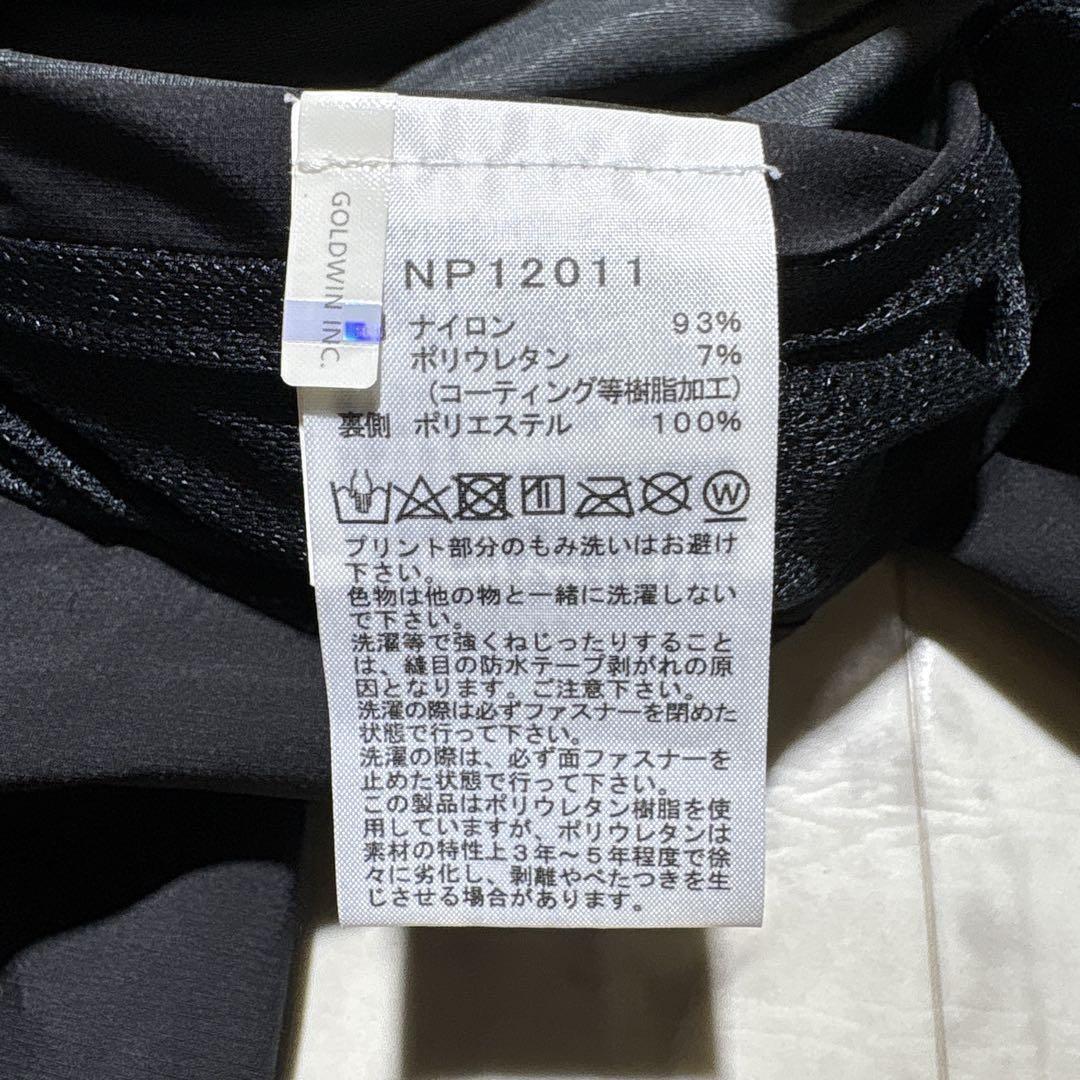 GOLDWIN INC.
NP12011
ナイロン 93%
ポリウレタン 7%
(コーティング等樹脂加工)
裏側 ポリエステル 100%
W
プリント部分のもみ洗いはお避け
下さい。
色物は他の物と一緒に洗濯しない
で下さい。
洗濯等で強くねじったりすること
は、縫目の防水テープ剥がれの原
因となります。ご注意下さい。
洗濯の際は必ずファスナーを閉めた
状態で行って下さい。
洗濯の際は、必ず面ファスナーを
止めた状態で行って下さい。
この製品はポリウレタン樹脂を使
用していますが、ポリウレタンは
素材の特性上3年～5年程度で徐
々に劣化し、剥離やべたつきを生
じさせる場合があります。